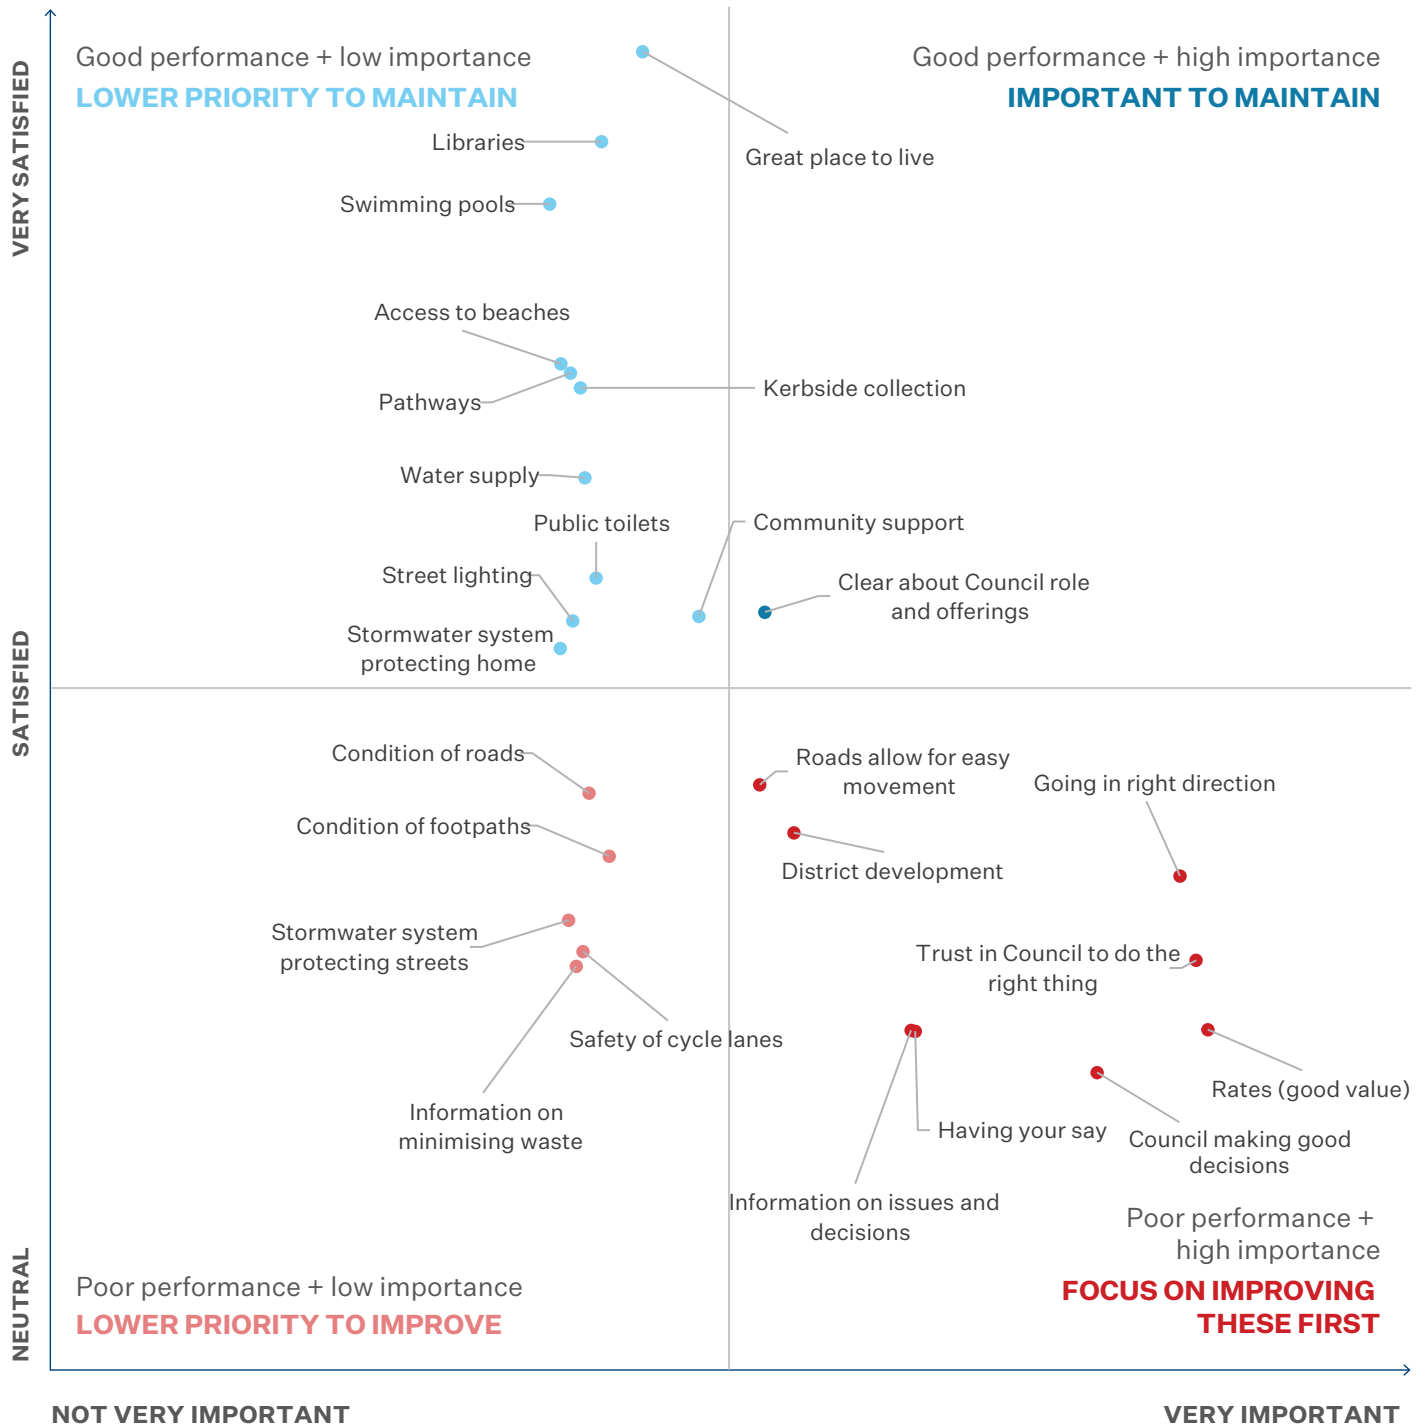 Good performance + low importance
LOWER PRIORITY TO MAINTAIN
Good performance + high importance
IMPORTANT TO MAINTAIN
VERY SATISFIED
SATISFIED
NEUTRAL
Great place to live
Libraries
Swimming pools
Access to beaches
Pathways
Kerbside collection
Water supply
Public toilets
Community support
Street lighting
Clear about Council role
and offerings
Stormwater system
protecting home
Condition of roads
Roads allow for easy
movement
Going in right direction
Condition of footpaths
District development
Stormwater system
protecting streets
Trust in Council to do the
right thing
Safety of cycle lanes
Rates (good value)
Information on
minimising waste
Having your say
Council making good
decisions
Information on issues and
decisions
Poor performance +
high importance
FOCUS ON IMPROVING
THESE FIRST
Poor performance + low importance
LOWER PRIORITY TO IMPROVE
NOT VERY IMPORTANT
VERY IMPORTANT